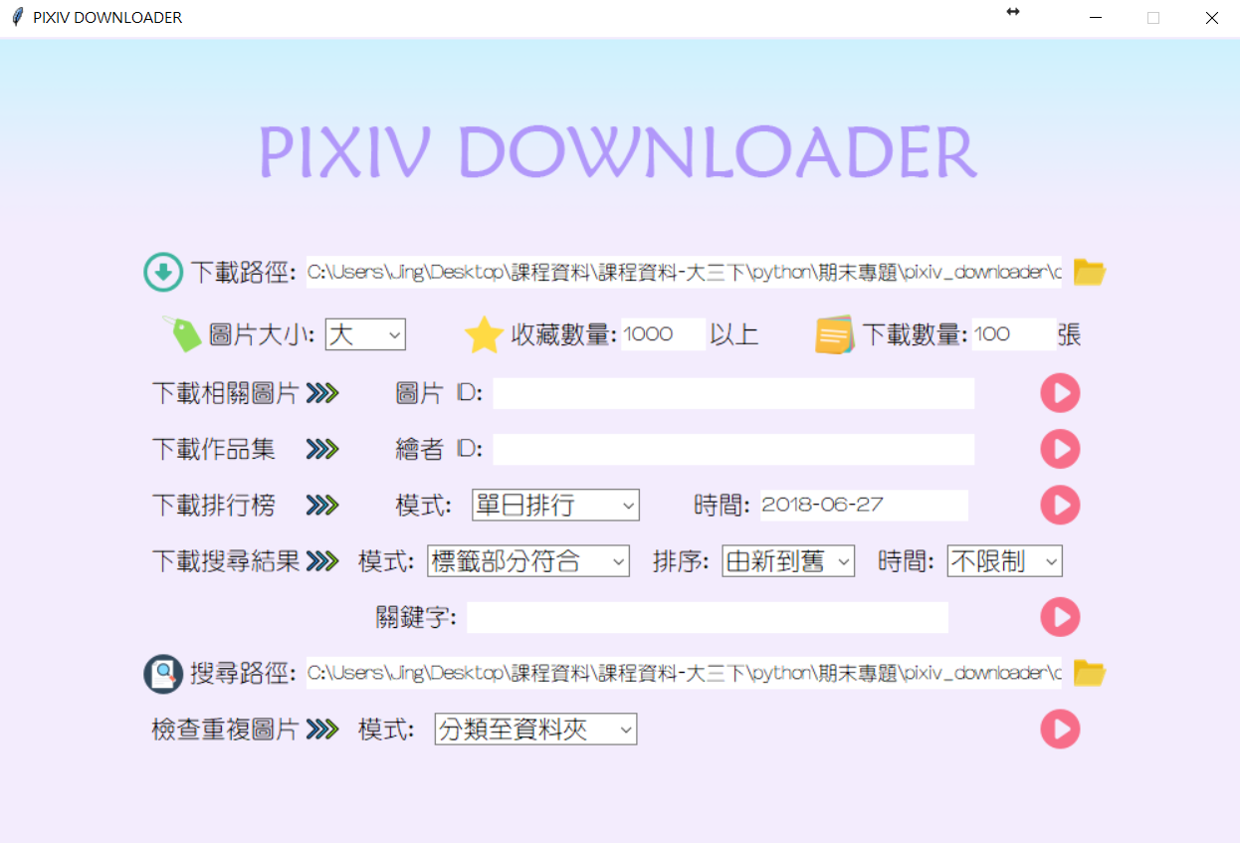 PIXIV DOWNLOADER
PIXIV DOWNLOADER
下載路徑: C:\Users\Jing\Desktop\課程資料\課程資料-大三下\python\期末專題\pixiv_downloader\
圖片大小: 大 收藏數量: 1000 以上 下載數量: 100 張
下載相關圖片 圖片 ID:
下載作品集 繪者 ID:
下載排行榜 模式: 單日排行 時間: 2018-06-27
下載搜尋結果 模式: 標籤部分符合 排序: 由新到舊 時間: 不限制
關鍵字:
搜尋路徑: C:\Users\Jing\Desktop\課程資料\課程資料-大三下\python\期末專題\pixiv_downloader\
檢查重複圖片 模式: 分類至資料夾